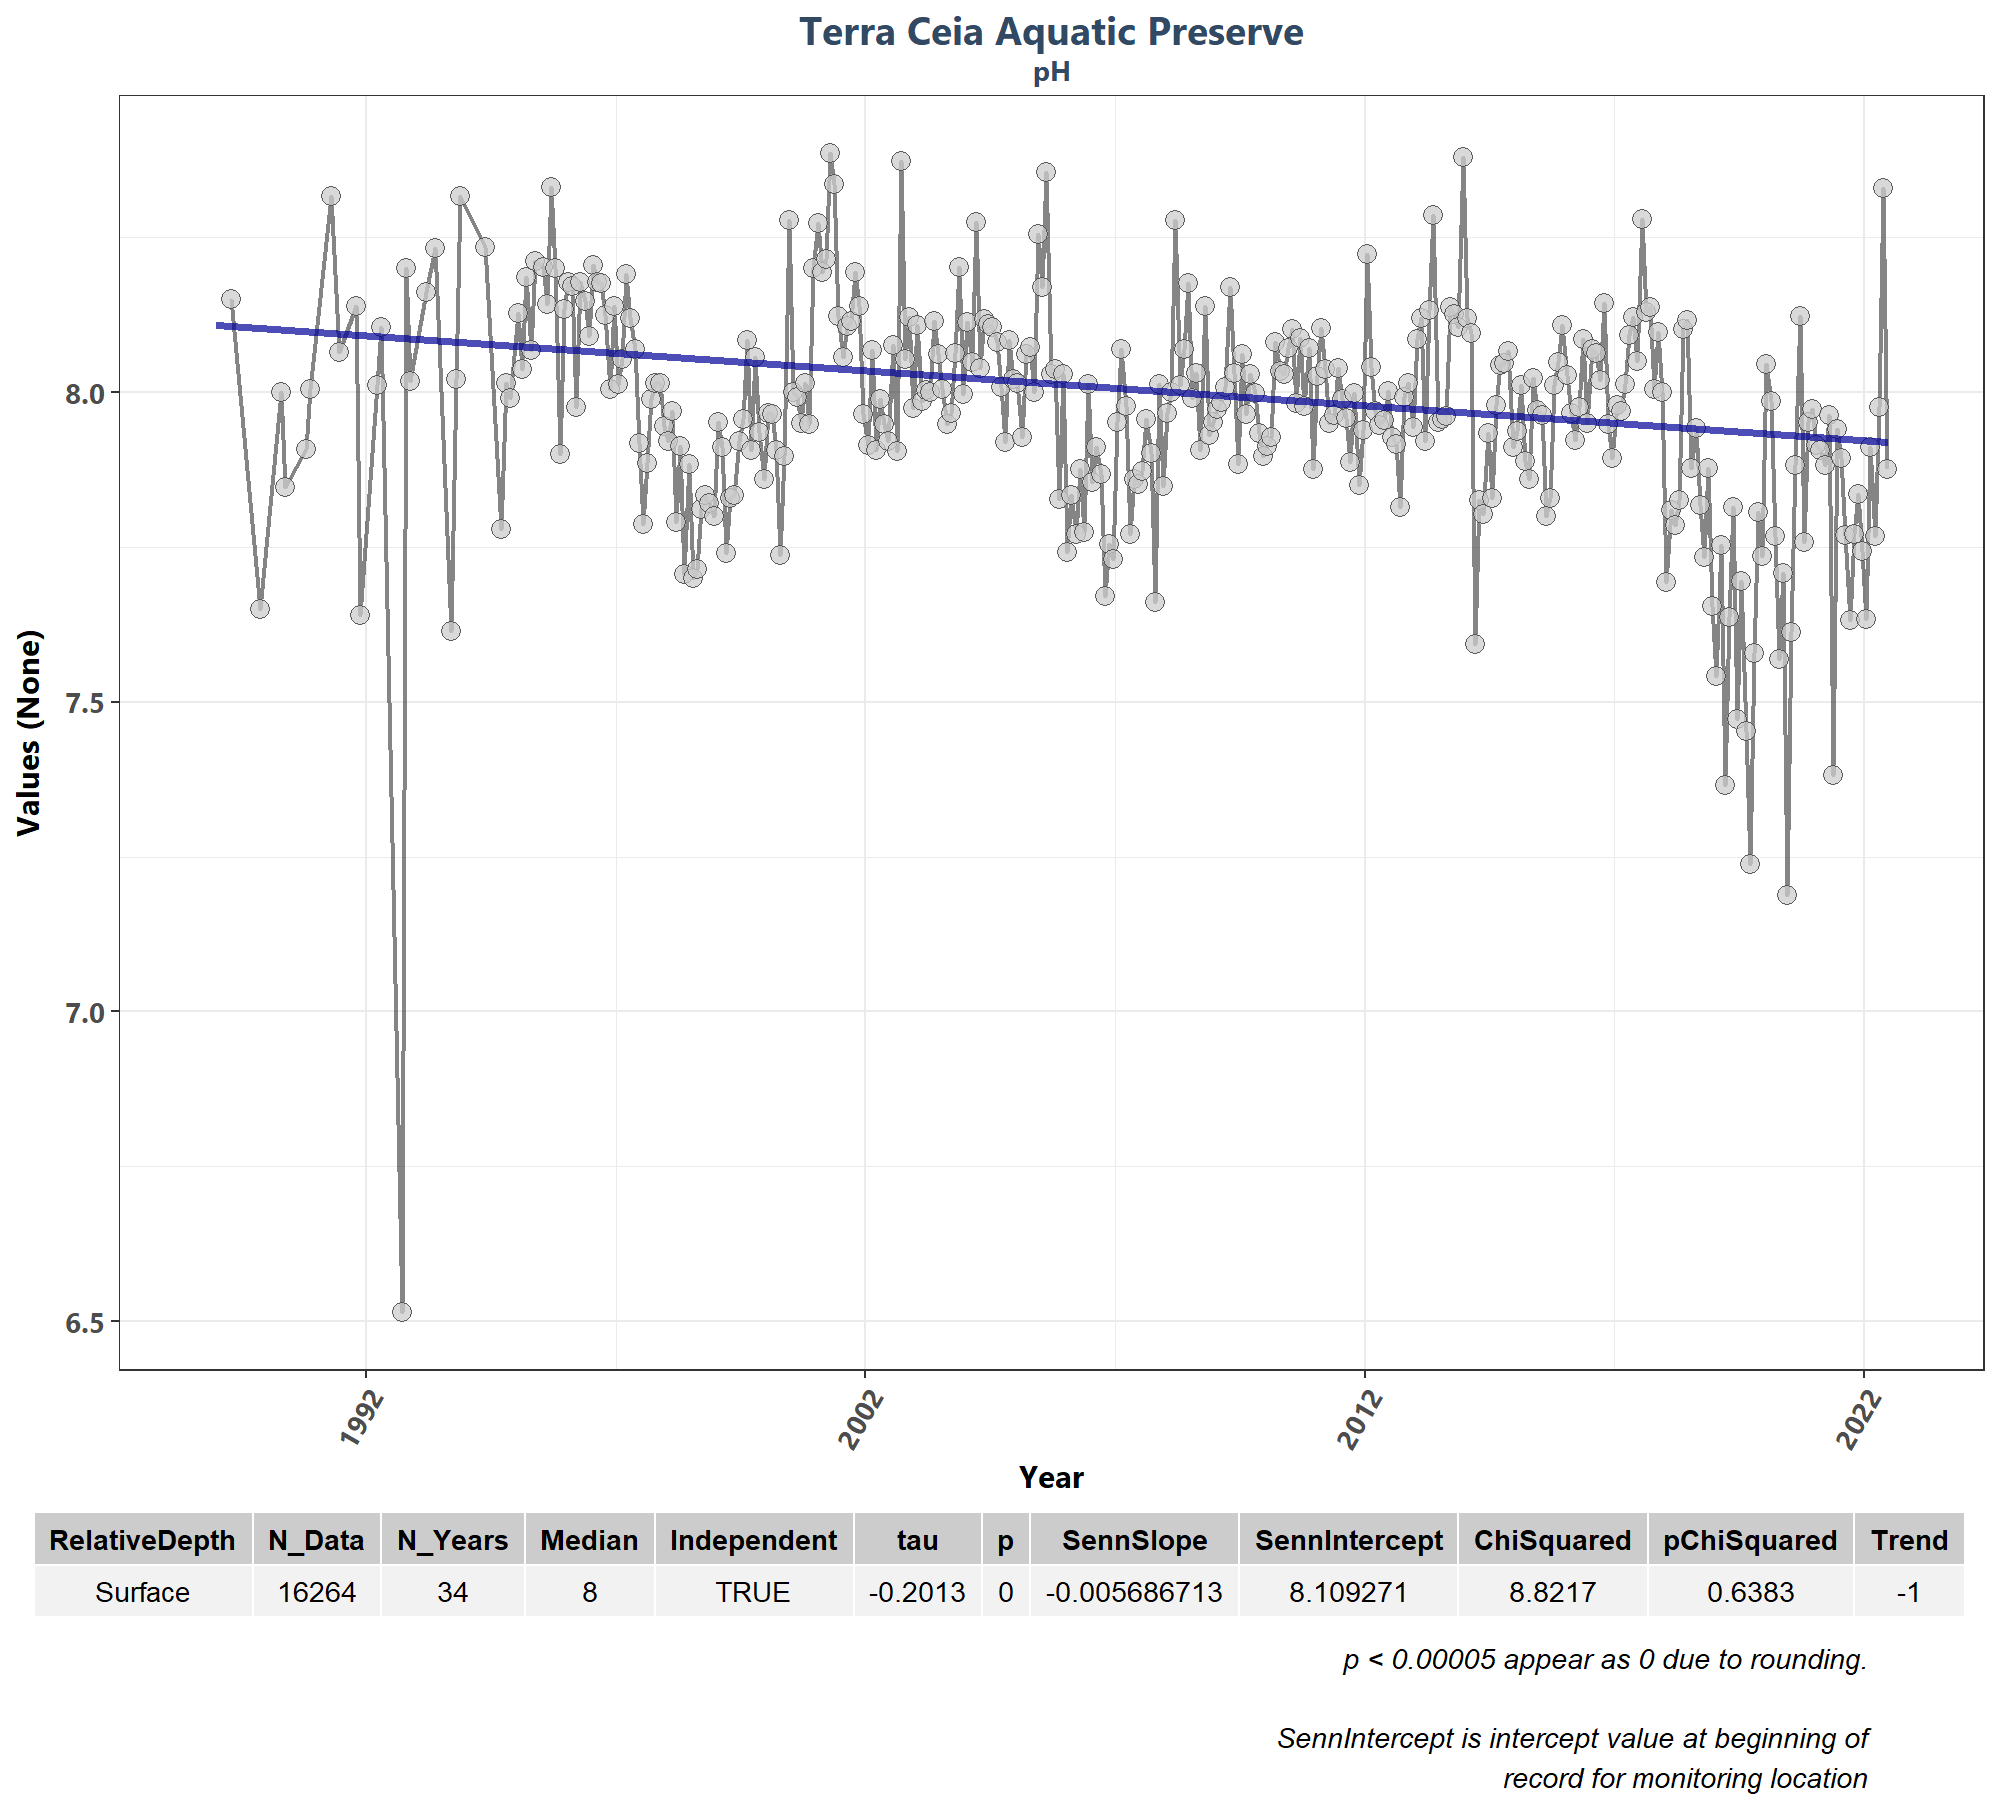 Terra Ceia Aquatic Preserve
pH
Values (None)
8.0
7.5
7.0
6.5
1992 2002 2012 2022
Year
RelativeDepth N_Data N_Years Median Independent tau p SennSlope SennIntercept ChiSquared pChiSquared Trend
Surface 16264 34 8 TRUE -0.2013 0 -0.005686713 8.109271 8.8217 0.6383 -1
p < 0.00005 appear as 0 due to rounding.
SennIntercept is intercept value at beginning of
record for monitoring location